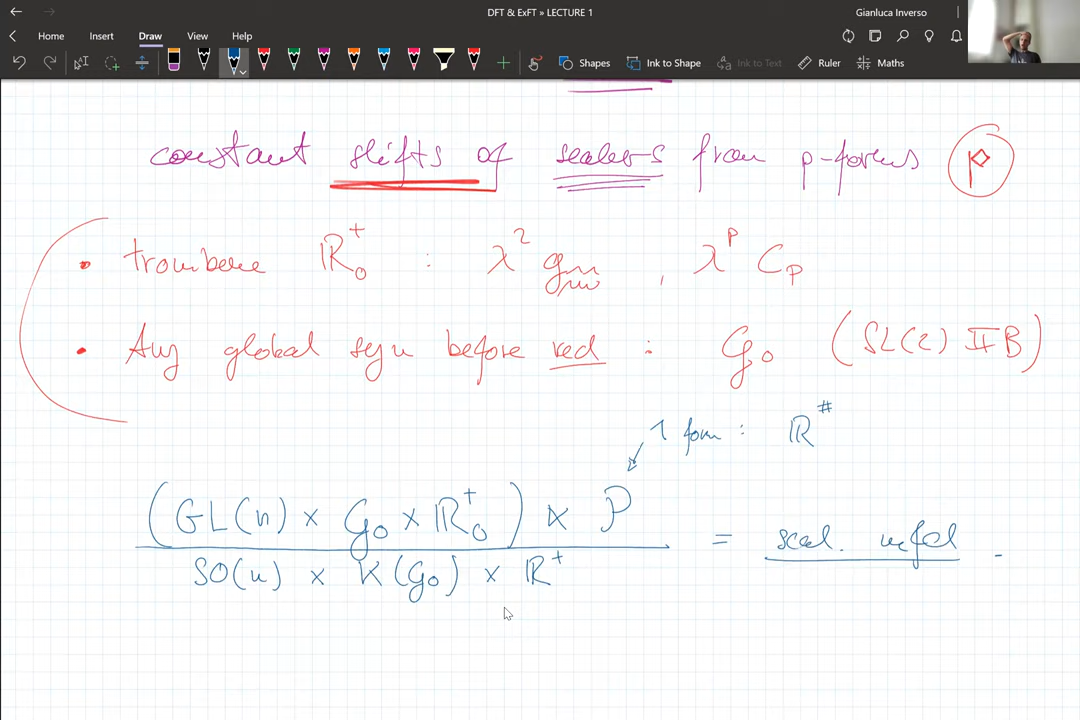 DFT & ExFT » LECTURE 1
Gianluca Inverso
Home Insert Draw View Help
Shapes Ink to Shape Ink to Text Ruler Maths
constant shifts of scalars from p-forms P
• trombone ℝ₀⁺ : λ² gμν , λᵖ Cₚ
• Any global sym before red : G₀ (SL(2) IIB)
1 form : ℝ^#
(GL(n) × G₀ × ℝ₀⁺) ⋉ P
= scal. mfld.
SO(n) × K(G₀) × ℝ⁺